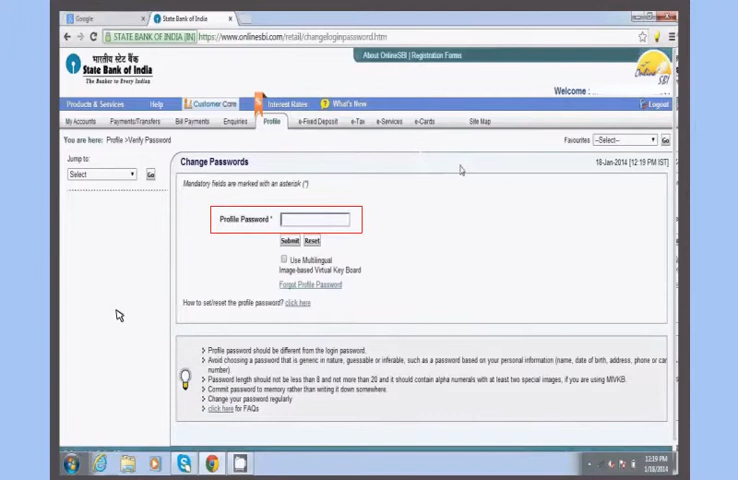 Google
State Bank of India
STATE BANK OF INDIA [IN] https://www.onlinesbi.com/retail/changeloginpassword.htm
About OnlineSBI | Registration Forms
भारतीय स्टेट बैंक
State Bank of India
The Banker to Every Indian
Online SBI
Welcome :
Products & Services Help Customer Care Interest Rates What's New Logout
My Accounts Payments/Transfers Bill Payments Enquiries Profile e-Fixed Deposit e-Tax e-Services e-Cards Site Map
You are here: Profile >Verify Password
Favourites --Select-- Go
Jump to:
Select Go
Change Passwords
18-Jan-2014 [12:19 PM IST]
Mandatory fields are marked with an asterisk (*)
Profile Password *
Submit Reset
Use Multilingual
Image-based Virtual Key Board
Forgot Profile Password
How to set/reset the profile password? click here
Profile password should be different from the login password.
Avoid choosing a password that is generic in nature, guessable or inferable, such as a password based on your personal information (name, date of birth, address, phone or car
number)
Password length should not be less than 8 and not more than 20 and it should contain alpha numerals with at least two special images, if you are using MIVKB.
Commit password to memory rather than writing it down somewhere.
Change your password regularly
click here for FAQs
12:19 PM
1/18/2014